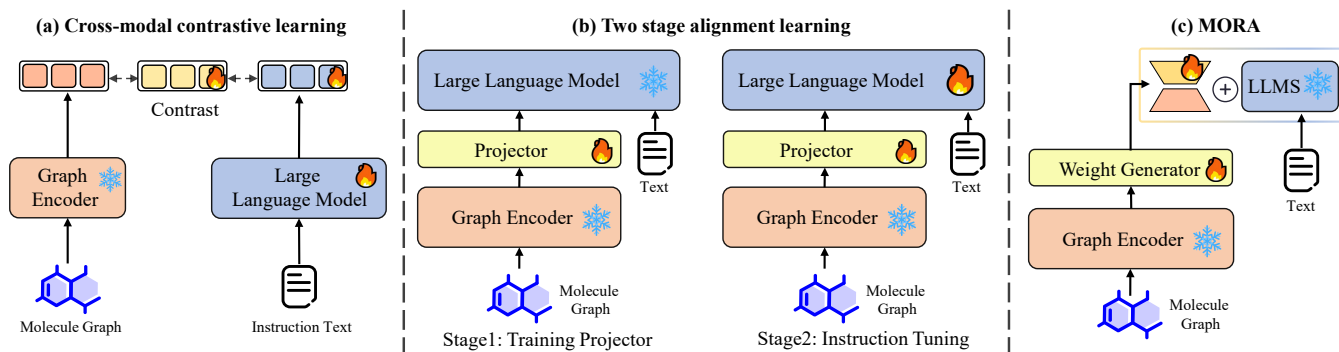 (a) Cross-modal contrastive learning
Contrast
Graph
Encoder
Large
Language Model
Molecule Graph
Instruction Text
(b) Two stage alignment learning
Large Language Model
Projector
Text
Graph Encoder
Molecule
Graph
Stage1: Training Projector
Large Language Model
Projector
Text
Graph Encoder
Molecule
Graph
Stage2: Instruction Tuning
(c) MORA
+
LLMS
Weight Generator
Text
Graph Encoder
Molecule
Graph